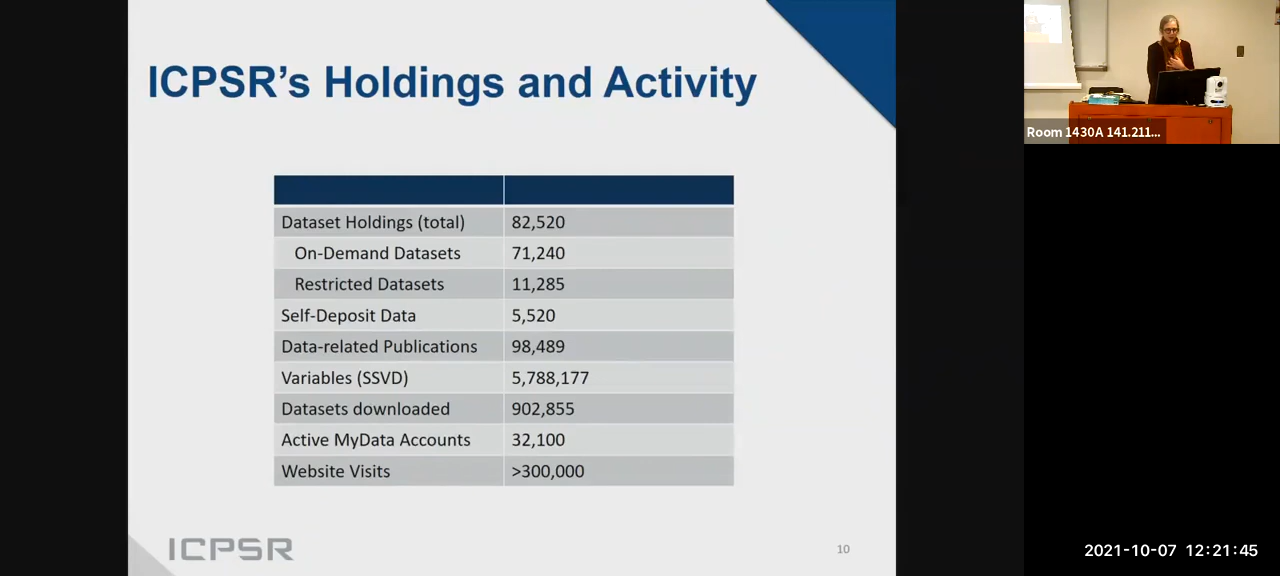 ICPSR’s Holdings and Activity
Dataset Holdings (total) 82,520
On-Demand Datasets 71,240
Restricted Datasets 11,285
Self-Deposit Data 5,520
Data-related Publications 98,489
Variables (SSVD) 5,788,177
Datasets downloaded 902,855
Active MyData Accounts 32,100
Website Visits >300,000
ICPSR
10
Room 1430A 141.211...
2021-10-07 12:21:45